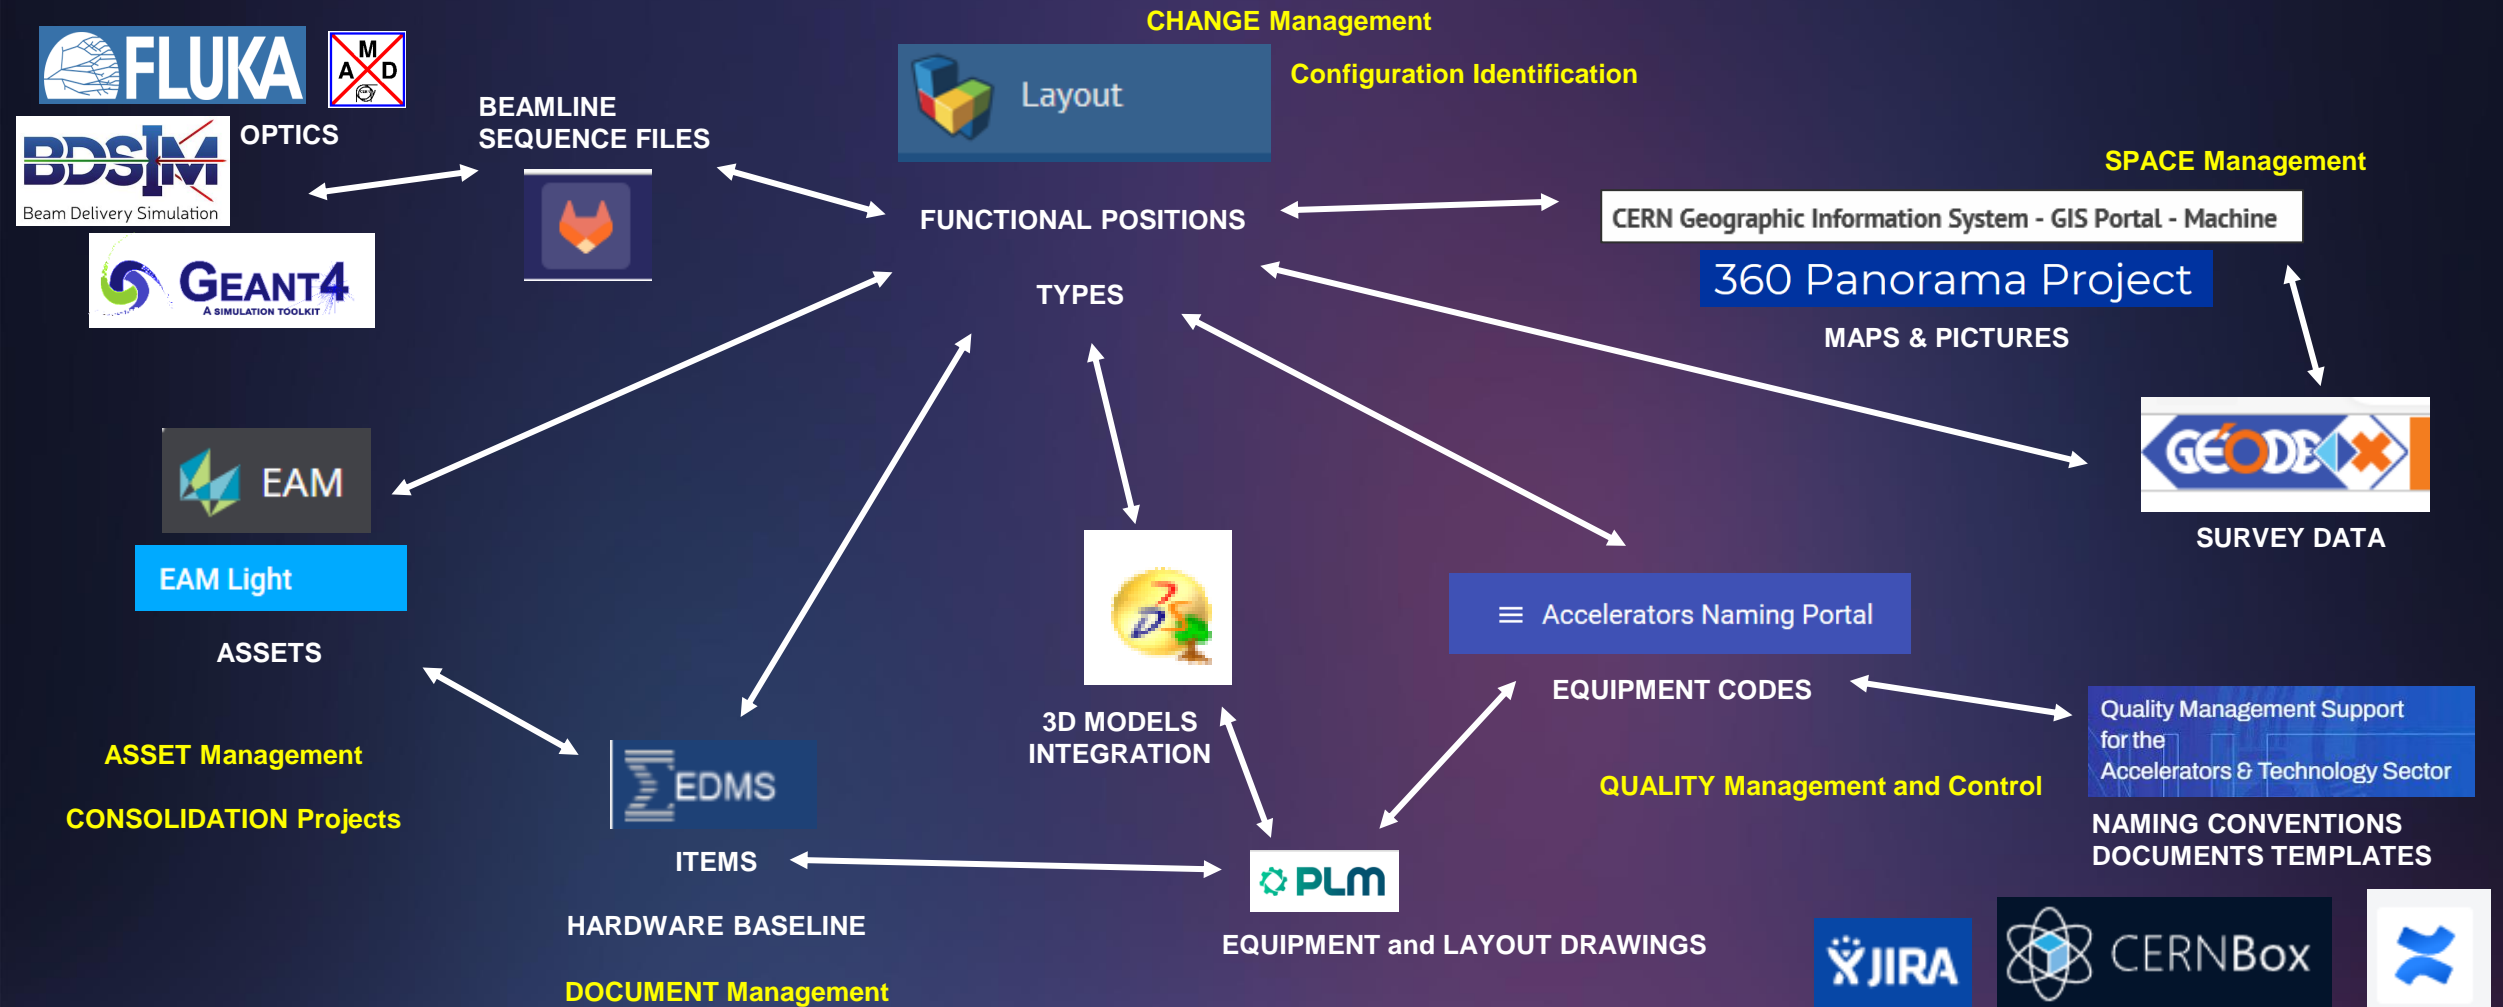 CHANGE Management
FLUKA
M
A D
Layout
Configuration Identification
BEAMLINE
SEQUENCE FILES
OPTICS
BDSIM
Beam Delivery Simulation
SPACE Management
FUNCTIONAL POSITIONS
CERN Geographic Information System - GIS Portal - Machine
GEANT4
A SIMULATION TOOLKIT
360 Panorama Project
TYPES
MAPS & PICTURES
GÉODE
EAM
SURVEY DATA
EAM Light
3DS
Accelerators Naming Portal
ASSETS
EQUIPMENT CODES
3D MODELS
INTEGRATION
Quality Management Support
for the
Accelerators & Technology Sector
ASSET Management
EDMS
QUALITY Management and Control
CONSOLIDATION Projects
NAMING CONVENTIONS
DOCUMENTS TEMPLATES
ITEMS
PLM
HARDWARE BASELINE
EQUIPMENT and LAYOUT DRAWINGS
JIRA
CERNBox
DOCUMENT Management